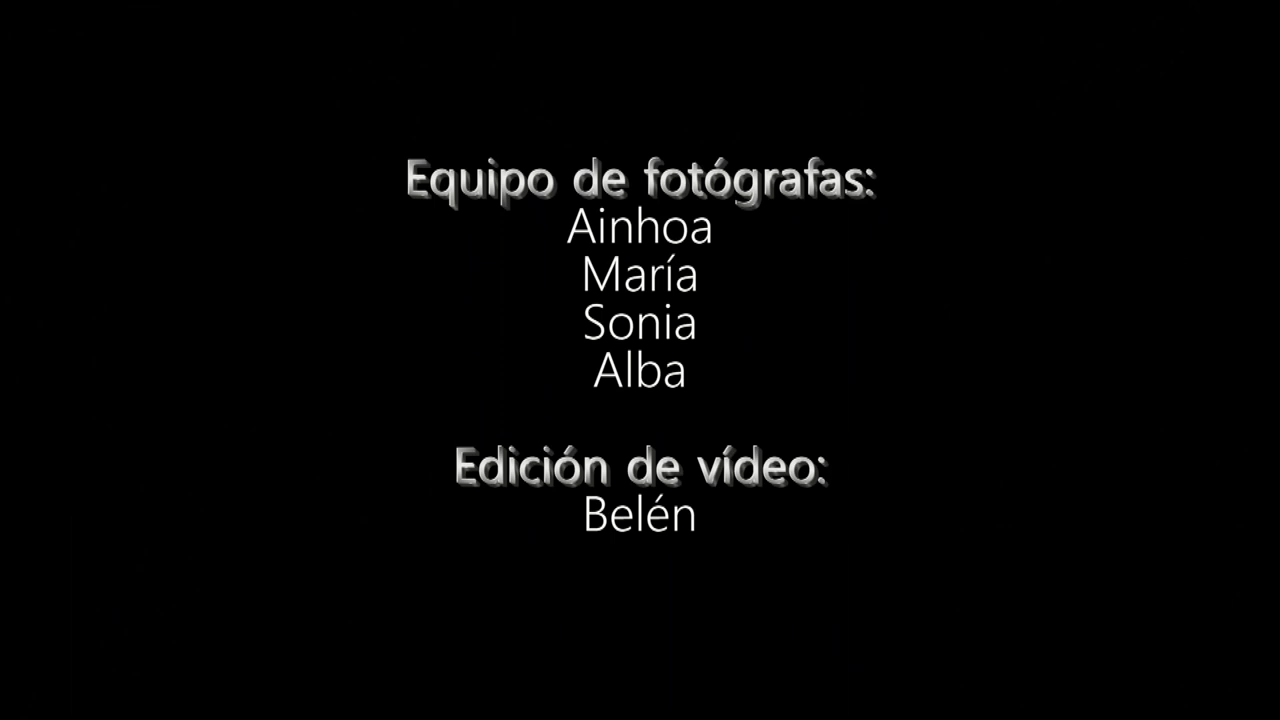 Equipo de fotógrafas:
Ainhoa
María
Sonia
Alba
Edición de vídeo:
Belén